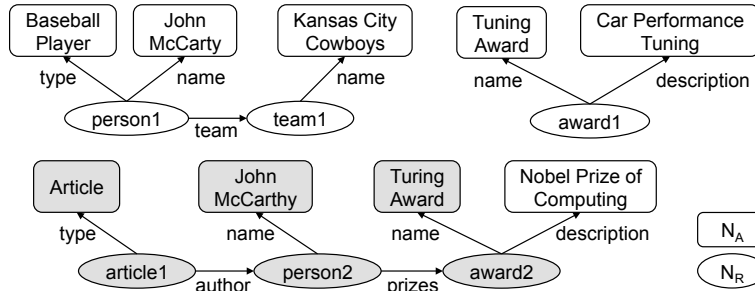 Baseball
Player
John
McCarty
Kansas City
Cowboys
Tuning
Award
Car Performance
Tuning
type
name
name
name
description
person1
team
team1
award1
Article
John
McCarthy
Turing
Award
Nobel Prize of
Computing
type
name
name
description
article1
author
person2
prizes
award2
N_A
N_R